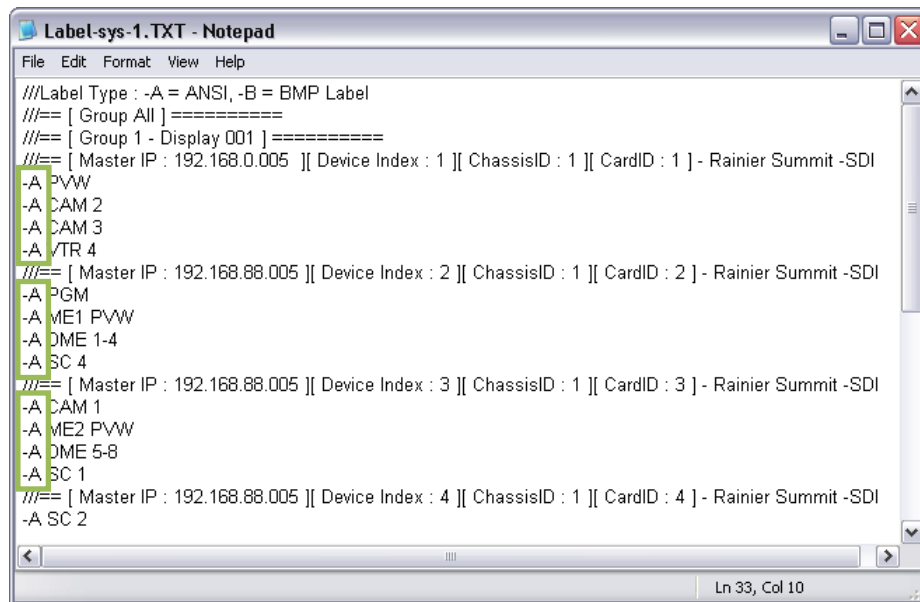 Label-sys-1.TXT - Notepad
File Edit Format View Help
///Label Type : -A = ANSI, -B = BMP Label
///== [ Group All ] ==========
///== [ Group 1 - Display 001 ] ==========
///== [ Master IP : 192.168.0.005 ][ Device Index : 1 ][ ChassisID : 1 ][ CardID : 1 ] - Rainier Summit -SDI
-A PVW
-A CAM 2
-A CAM 3
-A VTR 4
///== [ Master IP : 192.168.88.005 ][ Device Index : 2 ][ ChassisID : 1 ][ CardID : 2 ] - Rainier Summit -SDI
-A PGM
-A ME1 PVW
-A DME 1-4
-A SC 4
///== [ Master IP : 192.168.88.005 ][ Device Index : 3 ][ ChassisID : 1 ][ CardID : 3 ] - Rainier Summit -SDI
-A CAM 1
-A ME2 PVW
-A DME 5-8
-A SC 1
///== [ Master IP : 192.168.88.005 ][ Device Index : 4 ][ ChassisID : 1 ][ CardID : 4 ] - Rainier Summit -SDI
-A SC 2
Ln 33, Col 10